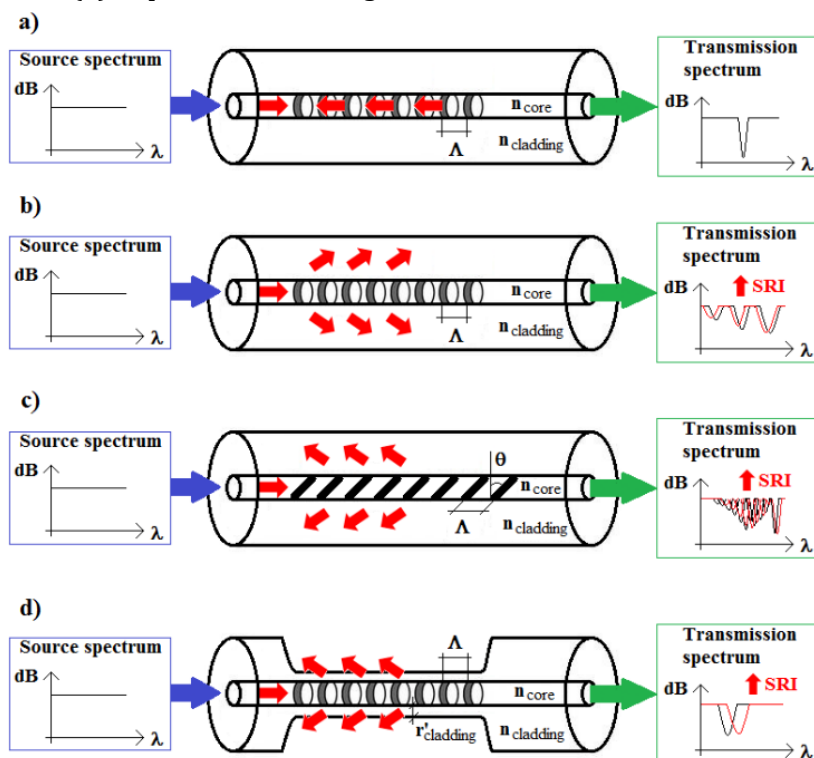 a)
Source spectrum
dB
λ
n core
n cladding
Λ
Transmission
spectrum
dB
λ
b)
Source spectrum
dB
λ
n core
n cladding
Λ
Transmission
spectrum
dB
SRI
λ
c)
Source spectrum
dB
λ
θ
n core
n cladding
Λ
Transmission
spectrum
dB
SRI
λ
d)
Source spectrum
dB
λ
Λ
n core
n cladding
r'cladding
Transmission
spectrum
dB
SRI
λ